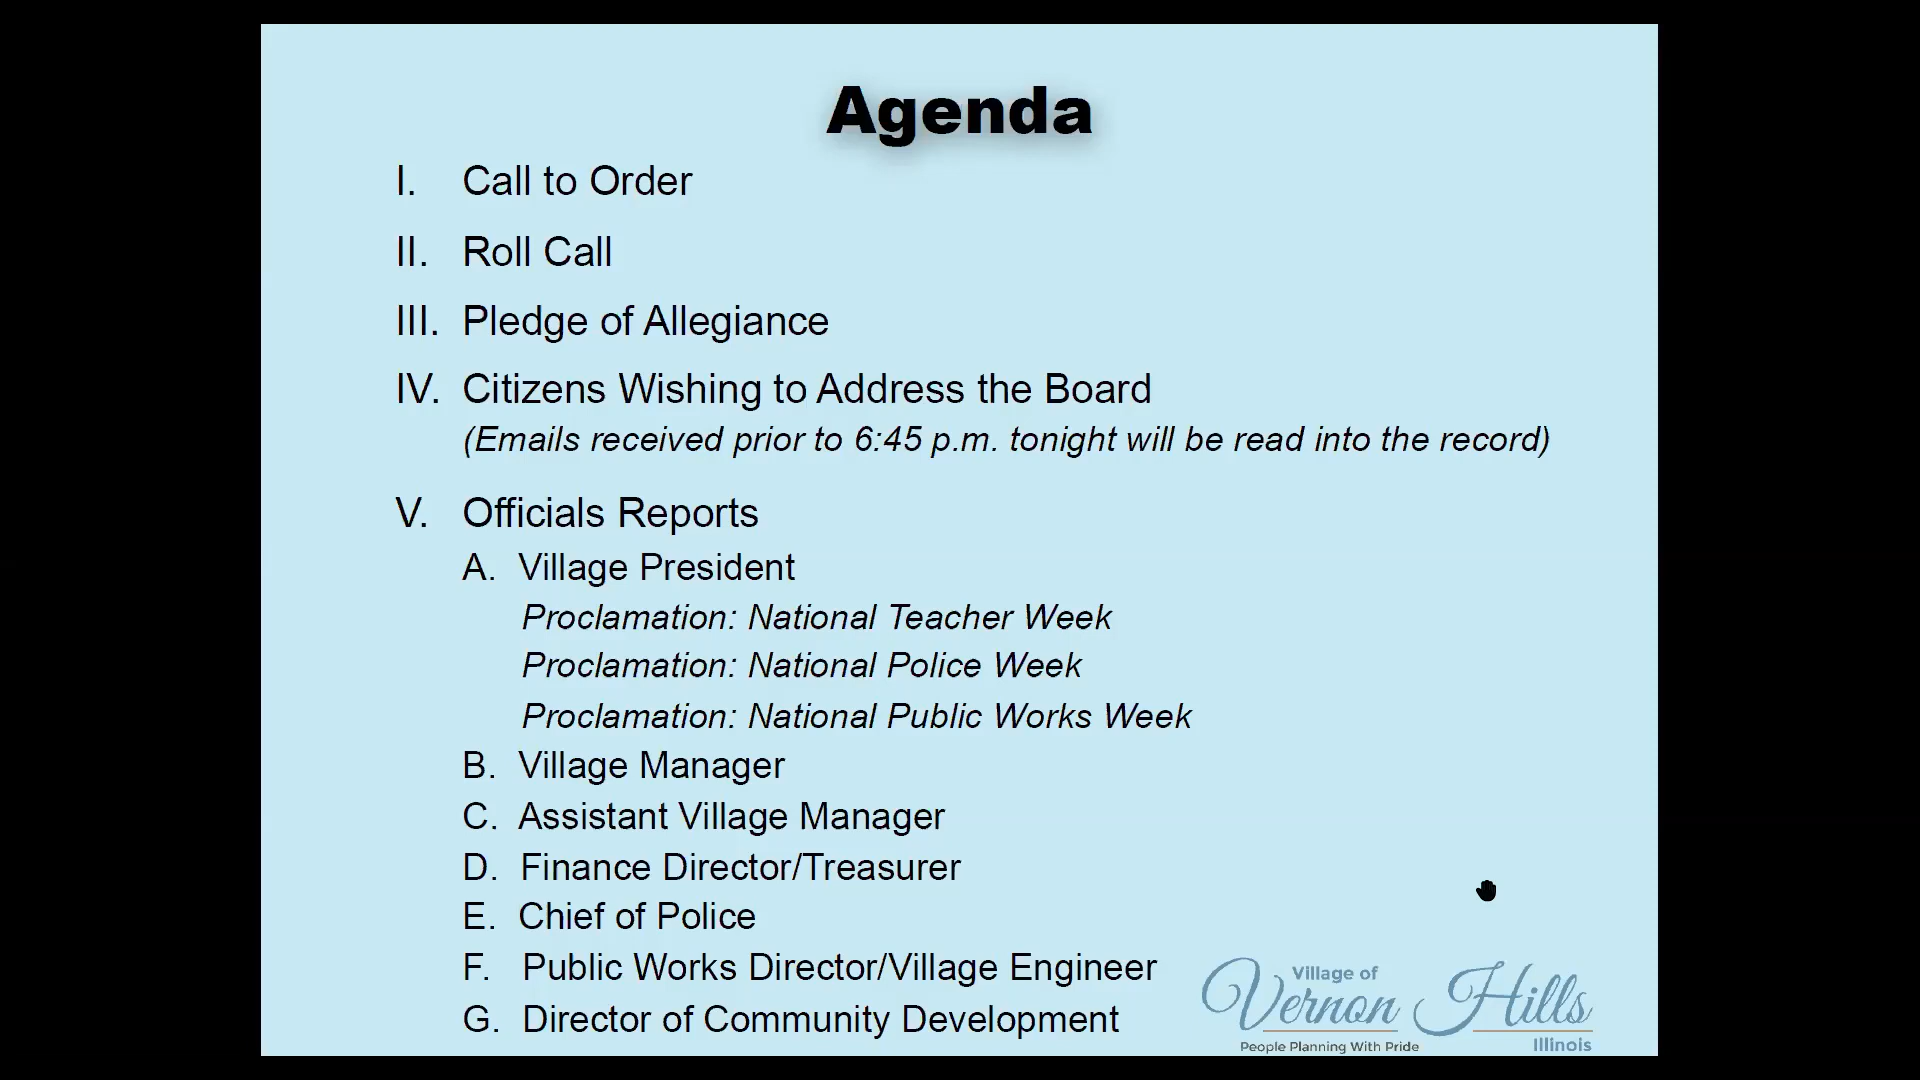 Agenda
I. Call to Order
II. Roll Call
III. Pledge of Allegiance
IV. Citizens Wishing to Address the Board
(Emails received prior to 6:45 p.m. tonight will be read into the record)
V. Officials Reports
A. Village President
Proclamation: National Teacher Week
Proclamation: National Police Week
Proclamation: National Public Works Week
B. Village Manager
C. Assistant Village Manager
D. Finance Director/Treasurer
E. Chief of Police
F. Public Works Director/Village Engineer
G. Director of Community Development
Village of
Vernon Hills
People Planning With Pride
Illinois